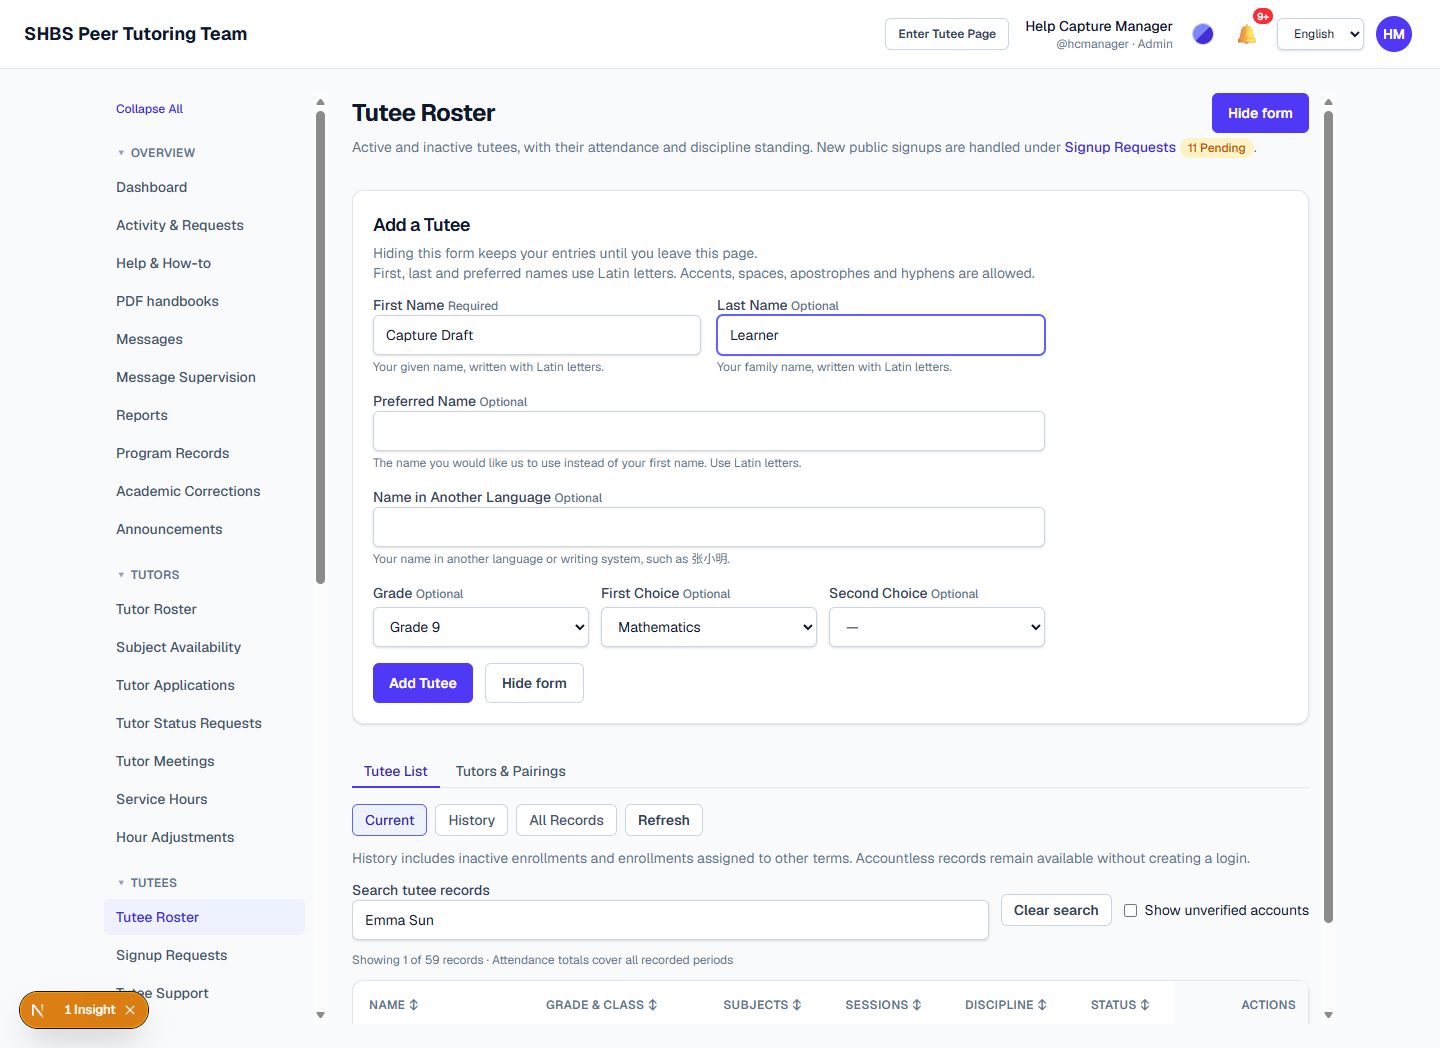 SHBS Peer Tutoring Team
Enter Tutee Page
Help Capture Manager
@hcmanager · Admin
9+
English
HM
Collapse All
OVERVIEW
Dashboard
Activity & Requests
Help & How-to
PDF handbooks
Messages
Message Supervision
Reports
Program Records
Academic Corrections
Announcements
TUTORS
Tutor Roster
Subject Availability
Tutor Applications
Tutor Status Requests
Tutor Meetings
Service Hours
Hour Adjustments
TUTEES
Tutee Roster
Signup Requests
Tutee Support
N 1 Insight
Tutee Roster
Hide form
Active and inactive tutees, with their attendance and discipline standing. New public signups are handled under Signup Requests 11 Pending .
Add a Tutee
Hiding this form keeps your entries until you leave this page.
First, last and preferred names use Latin letters. Accents, spaces, apostrophes and hyphens are allowed.
First Name Required Last Name Optional
Capture Draft Learner
Your given name, written with Latin letters. Your family name, written with Latin letters.
Preferred Name Optional
The name you would like us to use instead of your first name. Use Latin letters.
Name in Another Language Optional
Your name in another language or writing system, such as 张小明.
Grade Optional First Choice Optional Second Choice Optional
Grade 9 Mathematics —
Add Tutee Hide form
Tutee List Tutors & Pairings
Current History All Records Refresh
History includes inactive enrollments and enrollments assigned to other terms. Accountless records remain available without creating a login.
Search tutee records
Emma Sun Clear search Show unverified accounts
Showing 1 of 59 records · Attendance totals cover all recorded periods
NAME GRADE & CLASS SUBJECTS SESSIONS DISCIPLINE STATUS ACTIONS